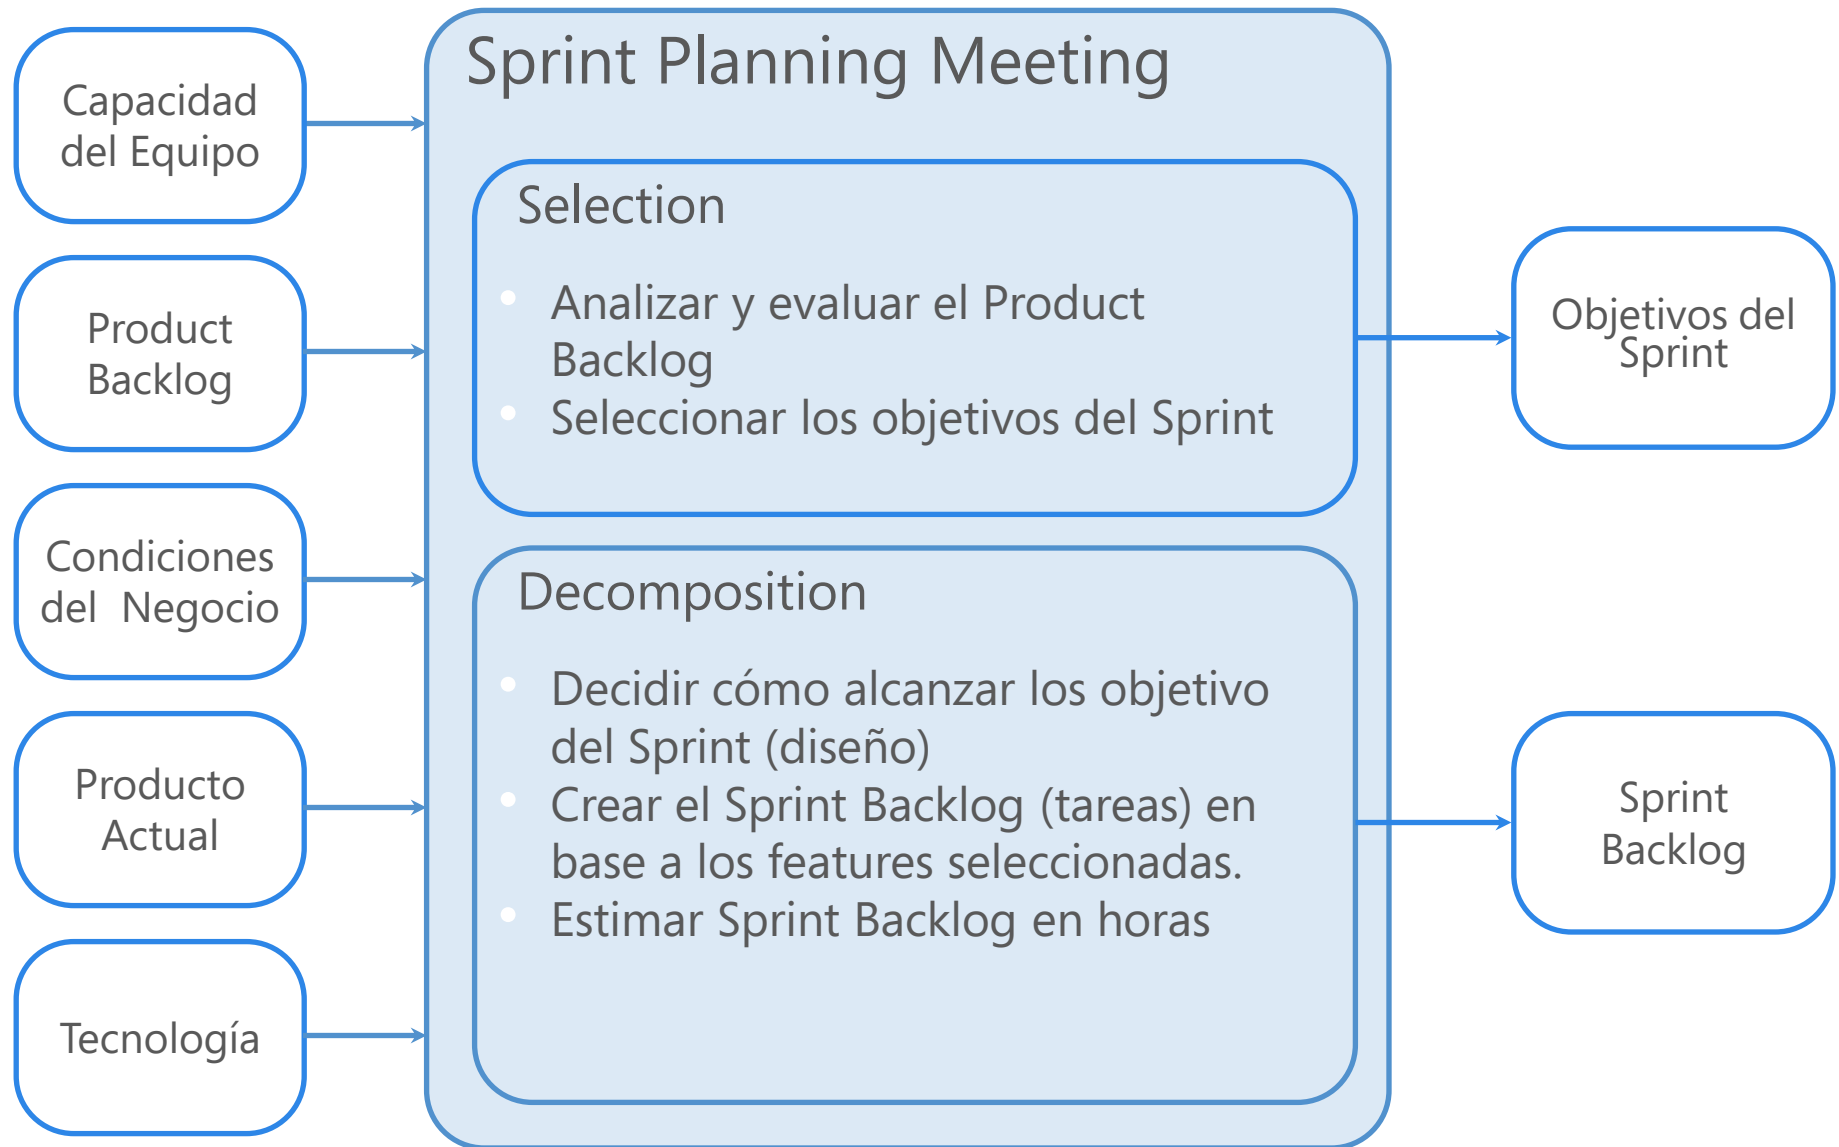 Capacidad
del Equipo
Product
Backlog
Condiciones
del Negocio
Producto
Actual
Tecnología
Sprint Planning Meeting
Selection
• Analizar y evaluar el Product
Backlog
• Seleccionar los objetivos del Sprint
Decomposition
• Decidir cómo alcanzar los objetivo
del Sprint (diseño)
• Crear el Sprint Backlog (tareas) en
base a los features seleccionadas.
• Estimar Sprint Backlog en horas
Objetivos del
Sprint
Sprint
Backlog